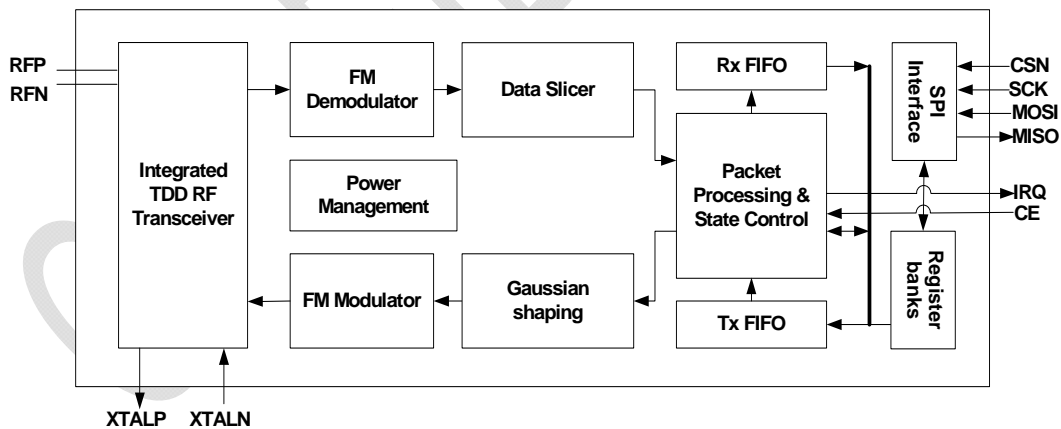 RFP
RFN
Integrated
TDD RF
Transceiver
FM
Demodulator
Data Slicer
Rx FIFO
SPI
Interface
CSN
SCK
MOSI
MISO
Power
Management
Packet
Processing &
State Control
IRQ
CE
FM Modulator
Gaussian
shaping
Tx FIFO
Register
banks
XTALP
XTALN